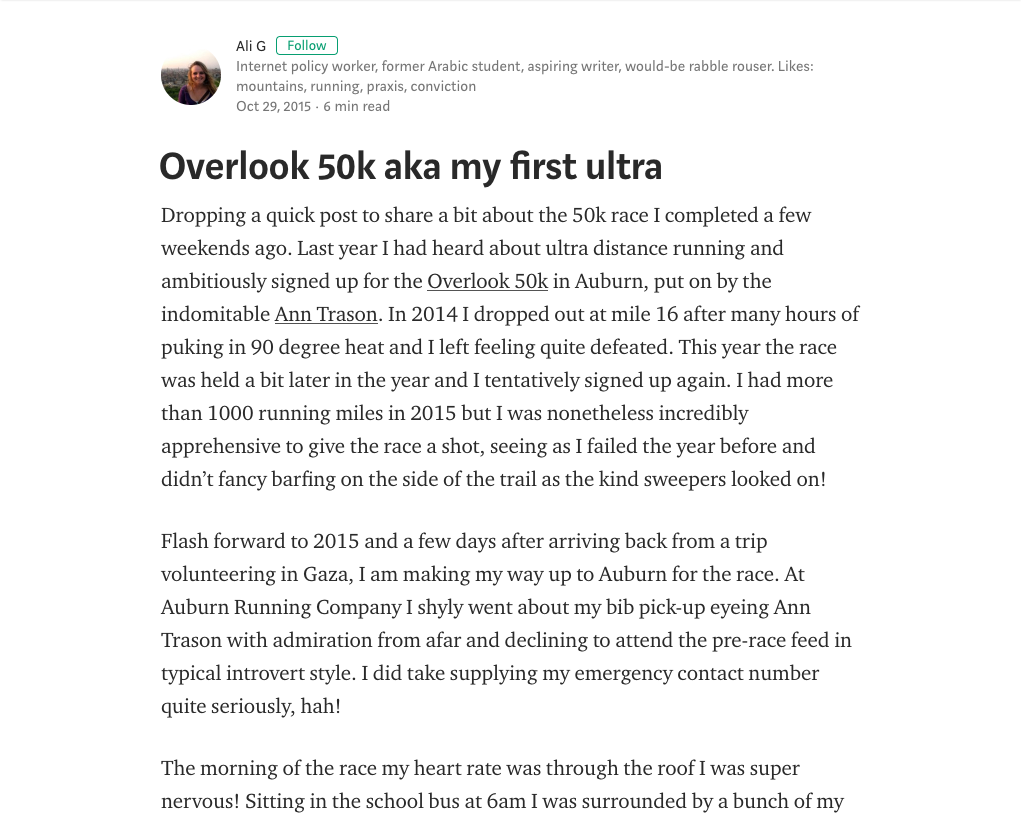 Ali G Follow
Internet policy worker, former Arabic student, aspiring writer, would-be rabble rouser. Likes:
mountains, running, praxis, conviction
Oct 29, 2015 · 6 min read
Overlook 50k aka my first ultra
Dropping a quick post to share a bit about the 50k race I completed a few
weekends ago. Last year I had heard about ultra distance running and
ambitiously signed up for the Overlook 50k in Auburn, put on by the
indomitable Ann Trason. In 2014 I dropped out at mile 16 after many hours of
puking in 90 degree heat and I left feeling quite defeated. This year the race
was held a bit later in the year and I tentatively signed up again. I had more
than 1000 running miles in 2015 but I was nonetheless incredibly
apprehensive to give the race a shot, seeing as I failed the year before and
didn’t fancy barfing on the side of the trail as the kind sweepers looked on!
Flash forward to 2015 and a few days after arriving back from a trip
volunteering in Gaza, I am making my way up to Auburn for the race. At
Auburn Running Company I shyly went about my bib pick-up eyeing Ann
Trason with admiration from afar and declining to attend the pre-race feed in
typical introvert style. I did take supplying my emergency contact number
quite seriously, hah!
The morning of the race my heart rate was through the roof I was super
nervous! Sitting in the school bus at 6am I was surrounded by a bunch of my